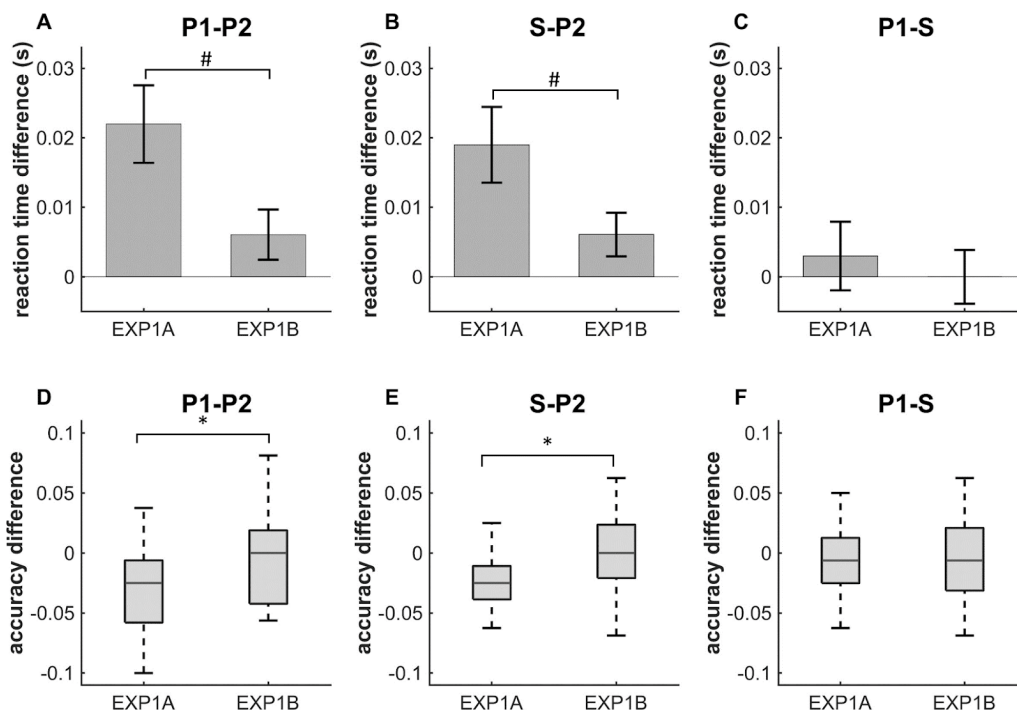 A
P1-P2
reaction time difference (s)
0.03
0.02
0.01
0
#
EXP1A
EXP1B
B
S-P2
reaction time difference (s)
0.03
0.02
0.01
0
#
EXP1A
EXP1B
C
P1-S
reaction time difference (s)
0.03
0.02
0.01
0
EXP1A
EXP1B
D
P1-P2
accuracy difference
0.1
0.05
0
-0.05
-0.1
*
EXP1A
EXP1B
E
S-P2
accuracy difference
0.1
0.05
0
-0.05
-0.1
*
EXP1A
EXP1B
F
P1-S
accuracy difference
0.1
0.05
0
-0.05
-0.1
EXP1A
EXP1B